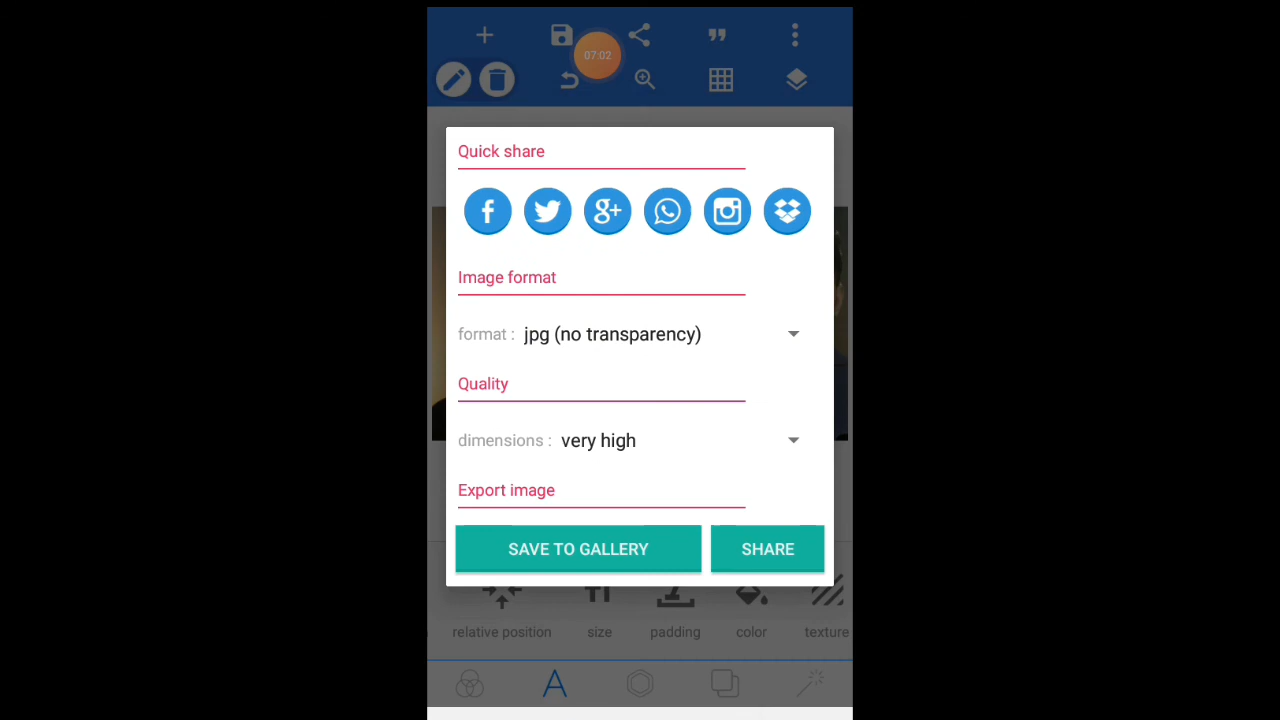 07:02
Quick share
Image format
format : jpg (no transparency)
Quality
dimensions : very high
Export image
SAVE TO GALLERY SHARE
relative position size padding color texture